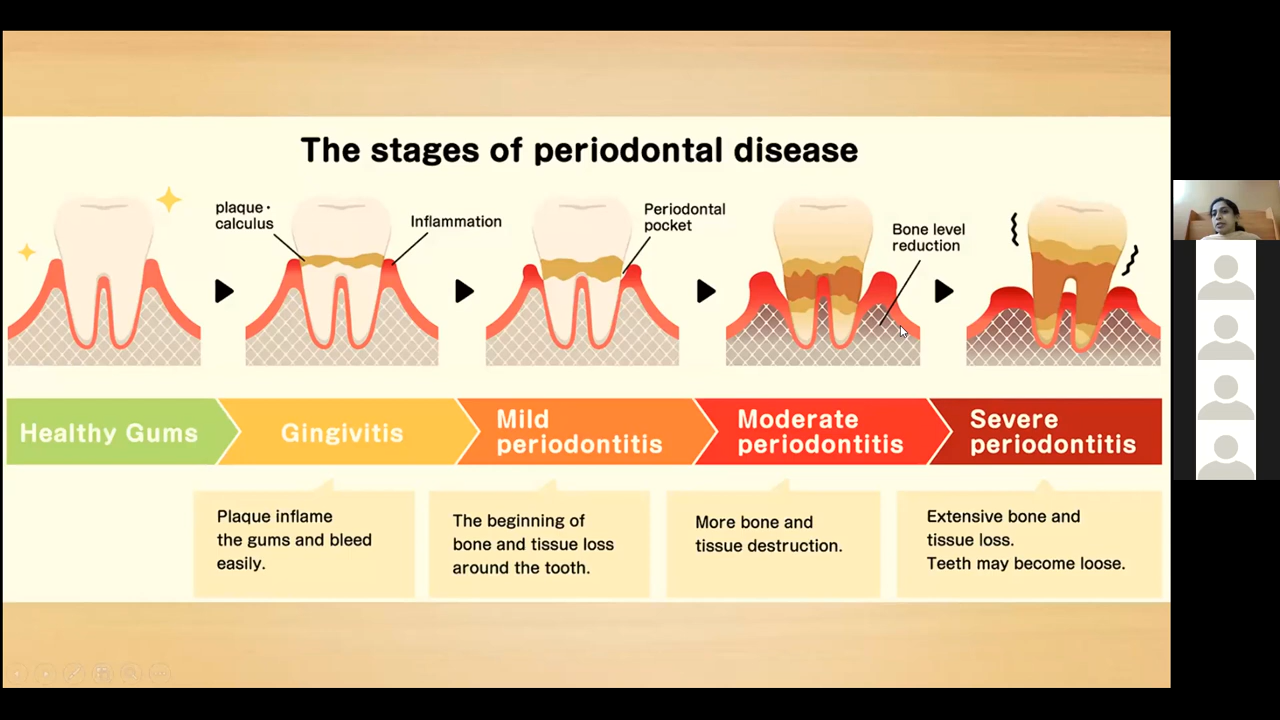 The stages of periodontal disease
plaque・
calculus
Inflammation
Periodontal
pocket
Bone level
reduction
Healthy Gums
Gingivitis
Mild
periodontitis
Moderate
periodontitis
Severe
periodontitis
Plaque inflame
the gums and bleed
easily.
The beginning of
bone and tissue loss
around the tooth.
More bone and
tissue destruction.
Extensive bone and
tissue loss.
Teeth may become loose.